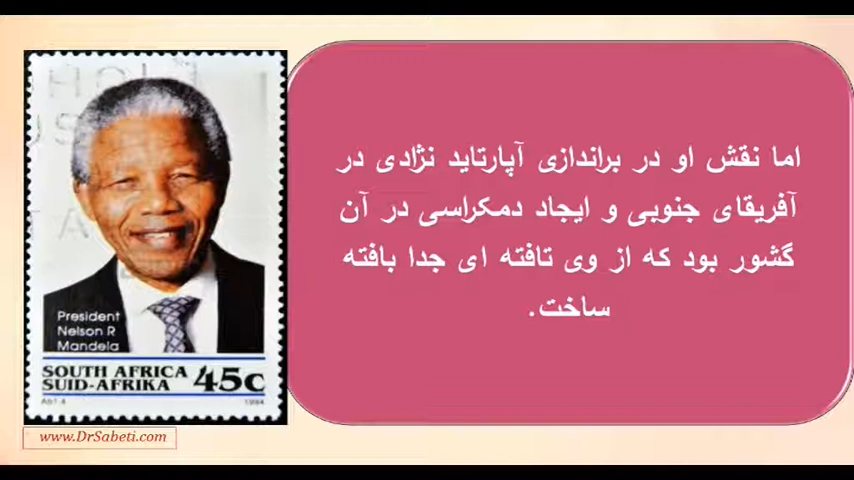 اما نقش او در براندازی آپارتاید نژادی در
آفریقای جنوبی و ایجاد دمکراسی در آن
گشور بود که از وی تافته ای جدا بافته
ساخت.
President
Nelson R
Mandela
SOUTH AFRICA
SUID-AFRIKA
45c
1994
www.DrSabeti.com